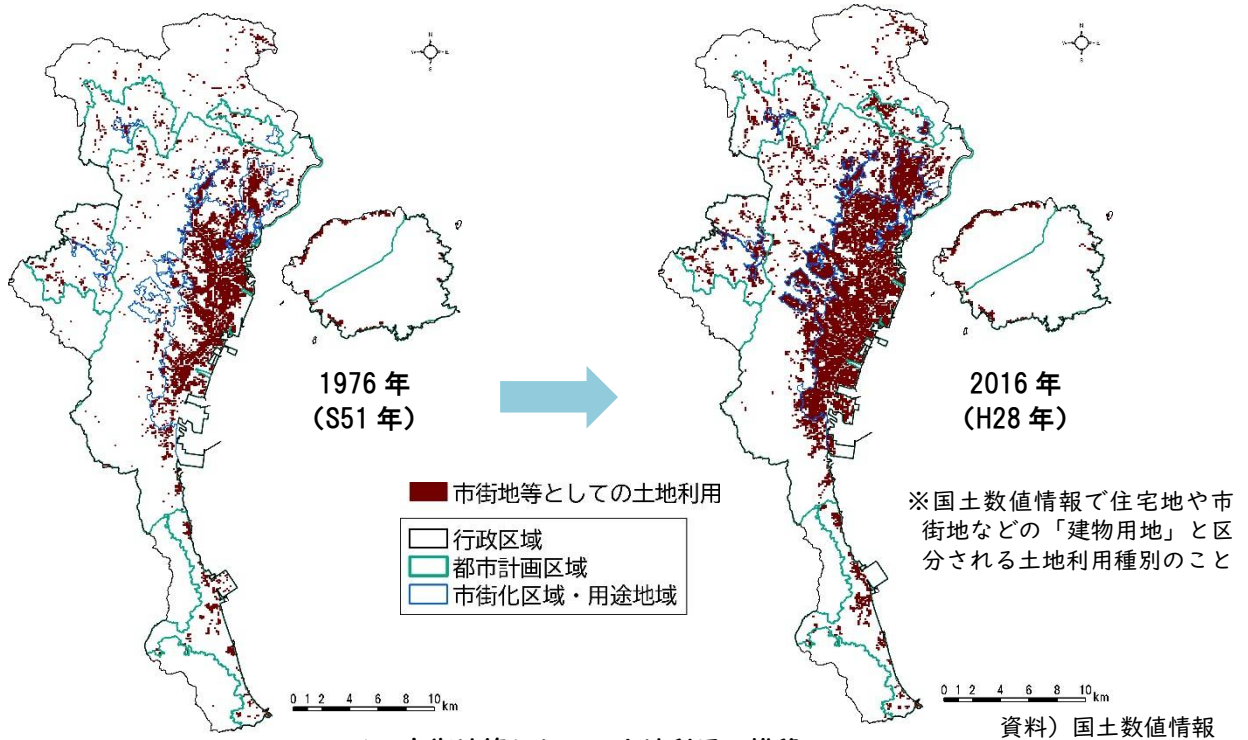 1976 年
（S51 年）
2016 年
（H28 年）
市街地等としての土地利用
行政区域
都市計画区域
市街化区域・用途地域
※国土数値情報で住宅地や市
街地などの「建物用地」と区
分される土地利用種別のこと
0 1 2 4 6 8 10 km
0 1 2 4 6 8 10 km
資料）国土数値情報